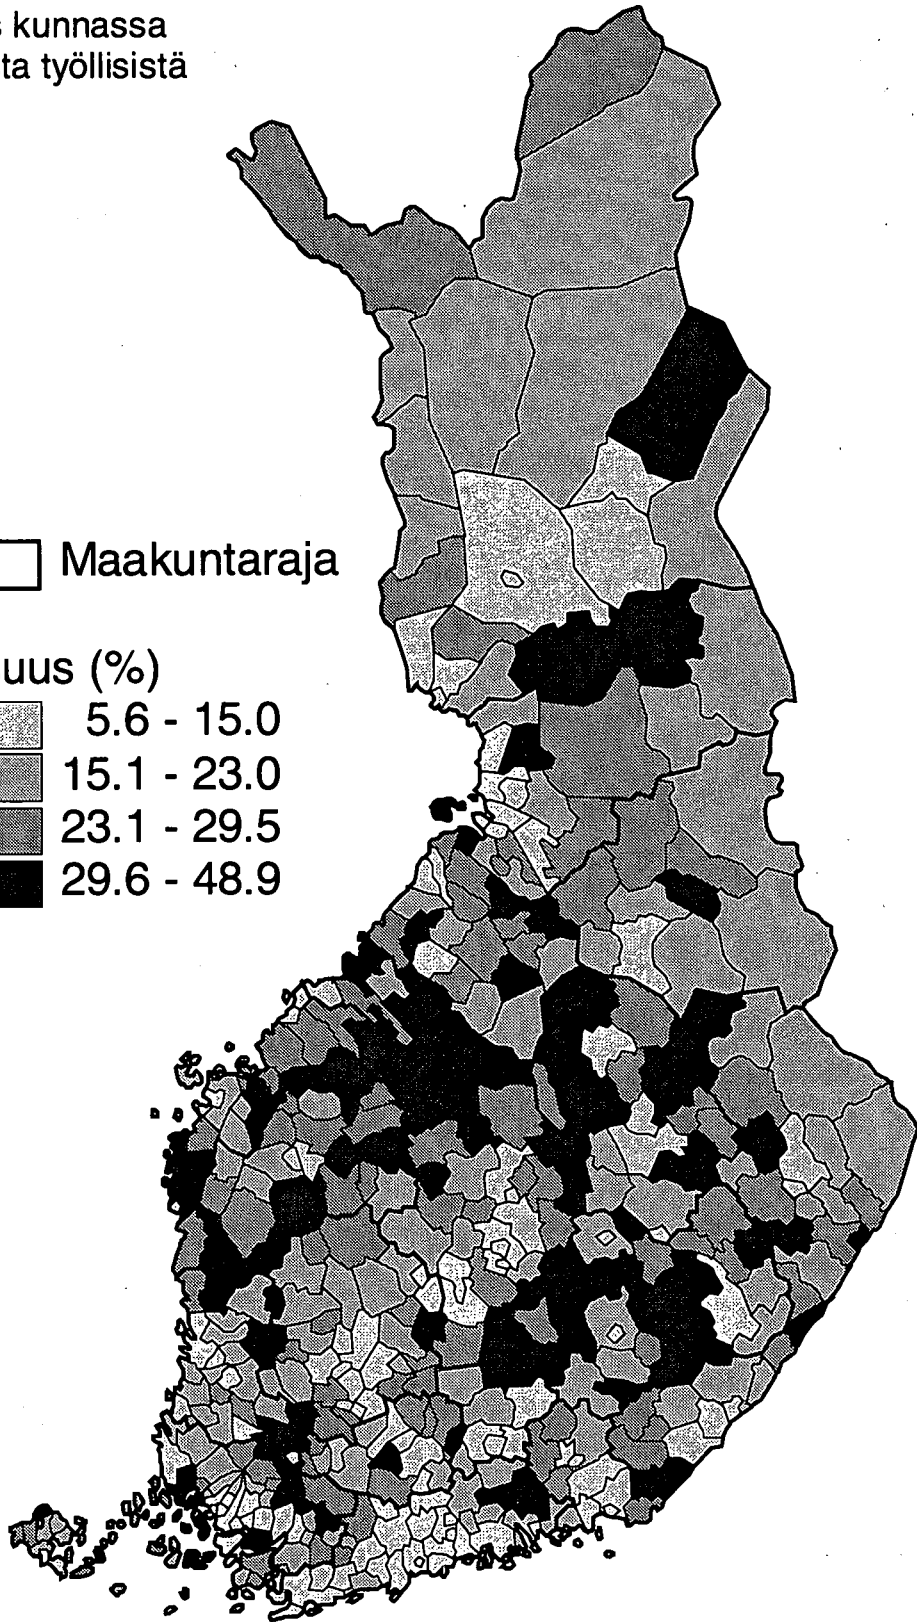 s kunnassa
ta työllisistä
Maakuntaraja
uus (%)
5.6 - 15.0
15.1 - 23.0
23.1 - 29.5
29.6 - 48.9